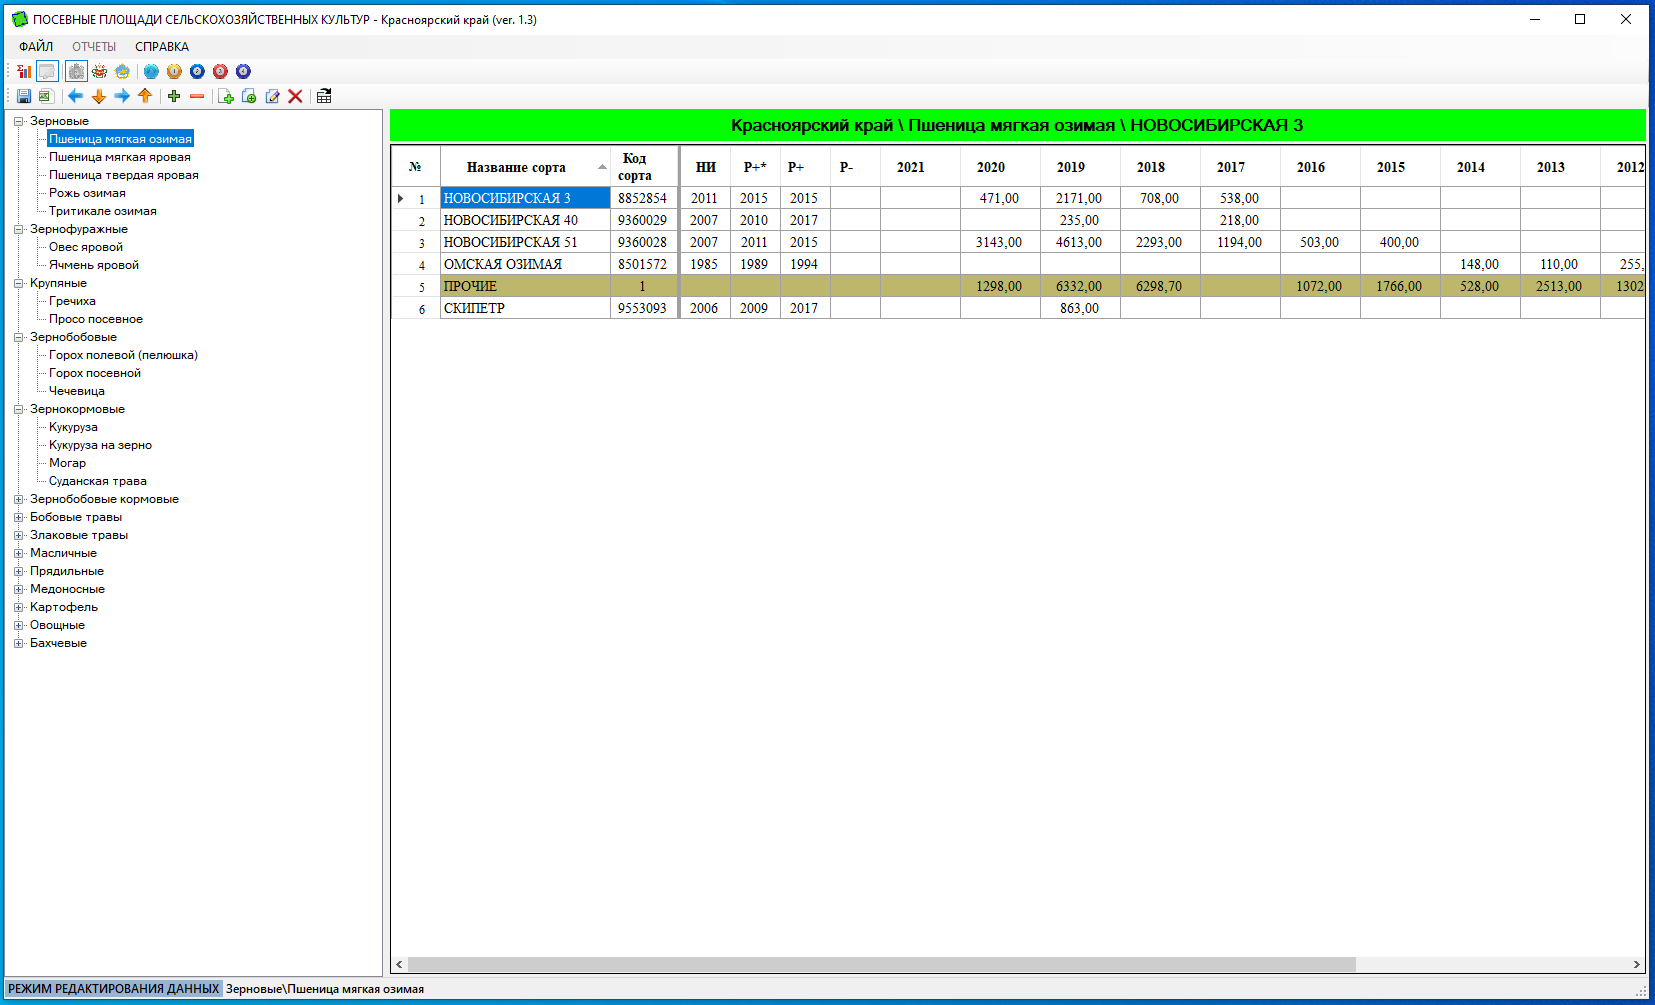 ПОСЕВНЫЕ ПЛОЩАДИ СЕЛЬСКОХОЗЯЙСТВЕННЫХ КУЛЬТУР - Красноярский край (ver. 1.3)
ФАЙЛ ОТЧЕТЫ СПРАВКА
Зерновые
Пшеница мягкая озимая
Пшеница мягкая яровая
Пшеница твердая яровая
Рожь озимая
Тритикале озимая
Зернофуражные
Овес яровой
Ячмень яровой
Крупяные
Гречиха
Просо посевное
Зернобобовые
Горох полевой (пелюшка)
Горох посевной
Чечевица
Зернокормовые
Кукуруза
Кукуруза на зерно
Могар
Суданская трава
Зернобобовые кормовые
Бобовые травы
Злаковые травы
Масличные
Прядильные
Медоносные
Картофель
Овощные
Бахчевые
Красноярский край \ Пшеница мягкая озимая \ НОВОСИБИРСКАЯ 3
№ Название сорта Код сорта НИ Р+* Р+ Р- 2021 2020 2019 2018 2017 2016 2015 2014 2013 2012
1 НОВОСИБИРСКАЯ 3 8852854 2011 2015 2015 471,00 2171,00 708,00 538,00
2 НОВОСИБИРСКАЯ 40 9360029 2007 2010 2017 235,00 218,00
3 НОВОСИБИРСКАЯ 51 9360028 2007 2011 2015 3143,00 4613,00 2293,00 1194,00 503,00 400,00
4 ОМСКАЯ ОЗИМАЯ 8501572 1985 1989 1994 148,00 110,00 255,
5 ПРОЧИЕ 1 1298,00 6332,00 6298,70 1072,00 1766,00 528,00 2513,00 1302
6 СКИПЕТР 9553093 2006 2009 2017 863,00
РЕЖИМ РЕДАКТИРОВАНИЯ ДАННЫХ Зерновые\Пшеница мягкая озимая